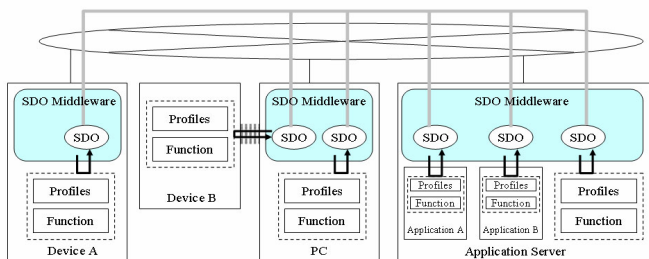 SDO Middleware
SDO
Profiles
Function
Device A
Profiles
Function
Device B
SDO Middleware
SDO
SDO
Profiles
Function
PC
SDO Middleware
SDO
SDO
SDO
Profiles
Function
Application A
Profiles
Function
Application B
Profiles
Function
Application Server